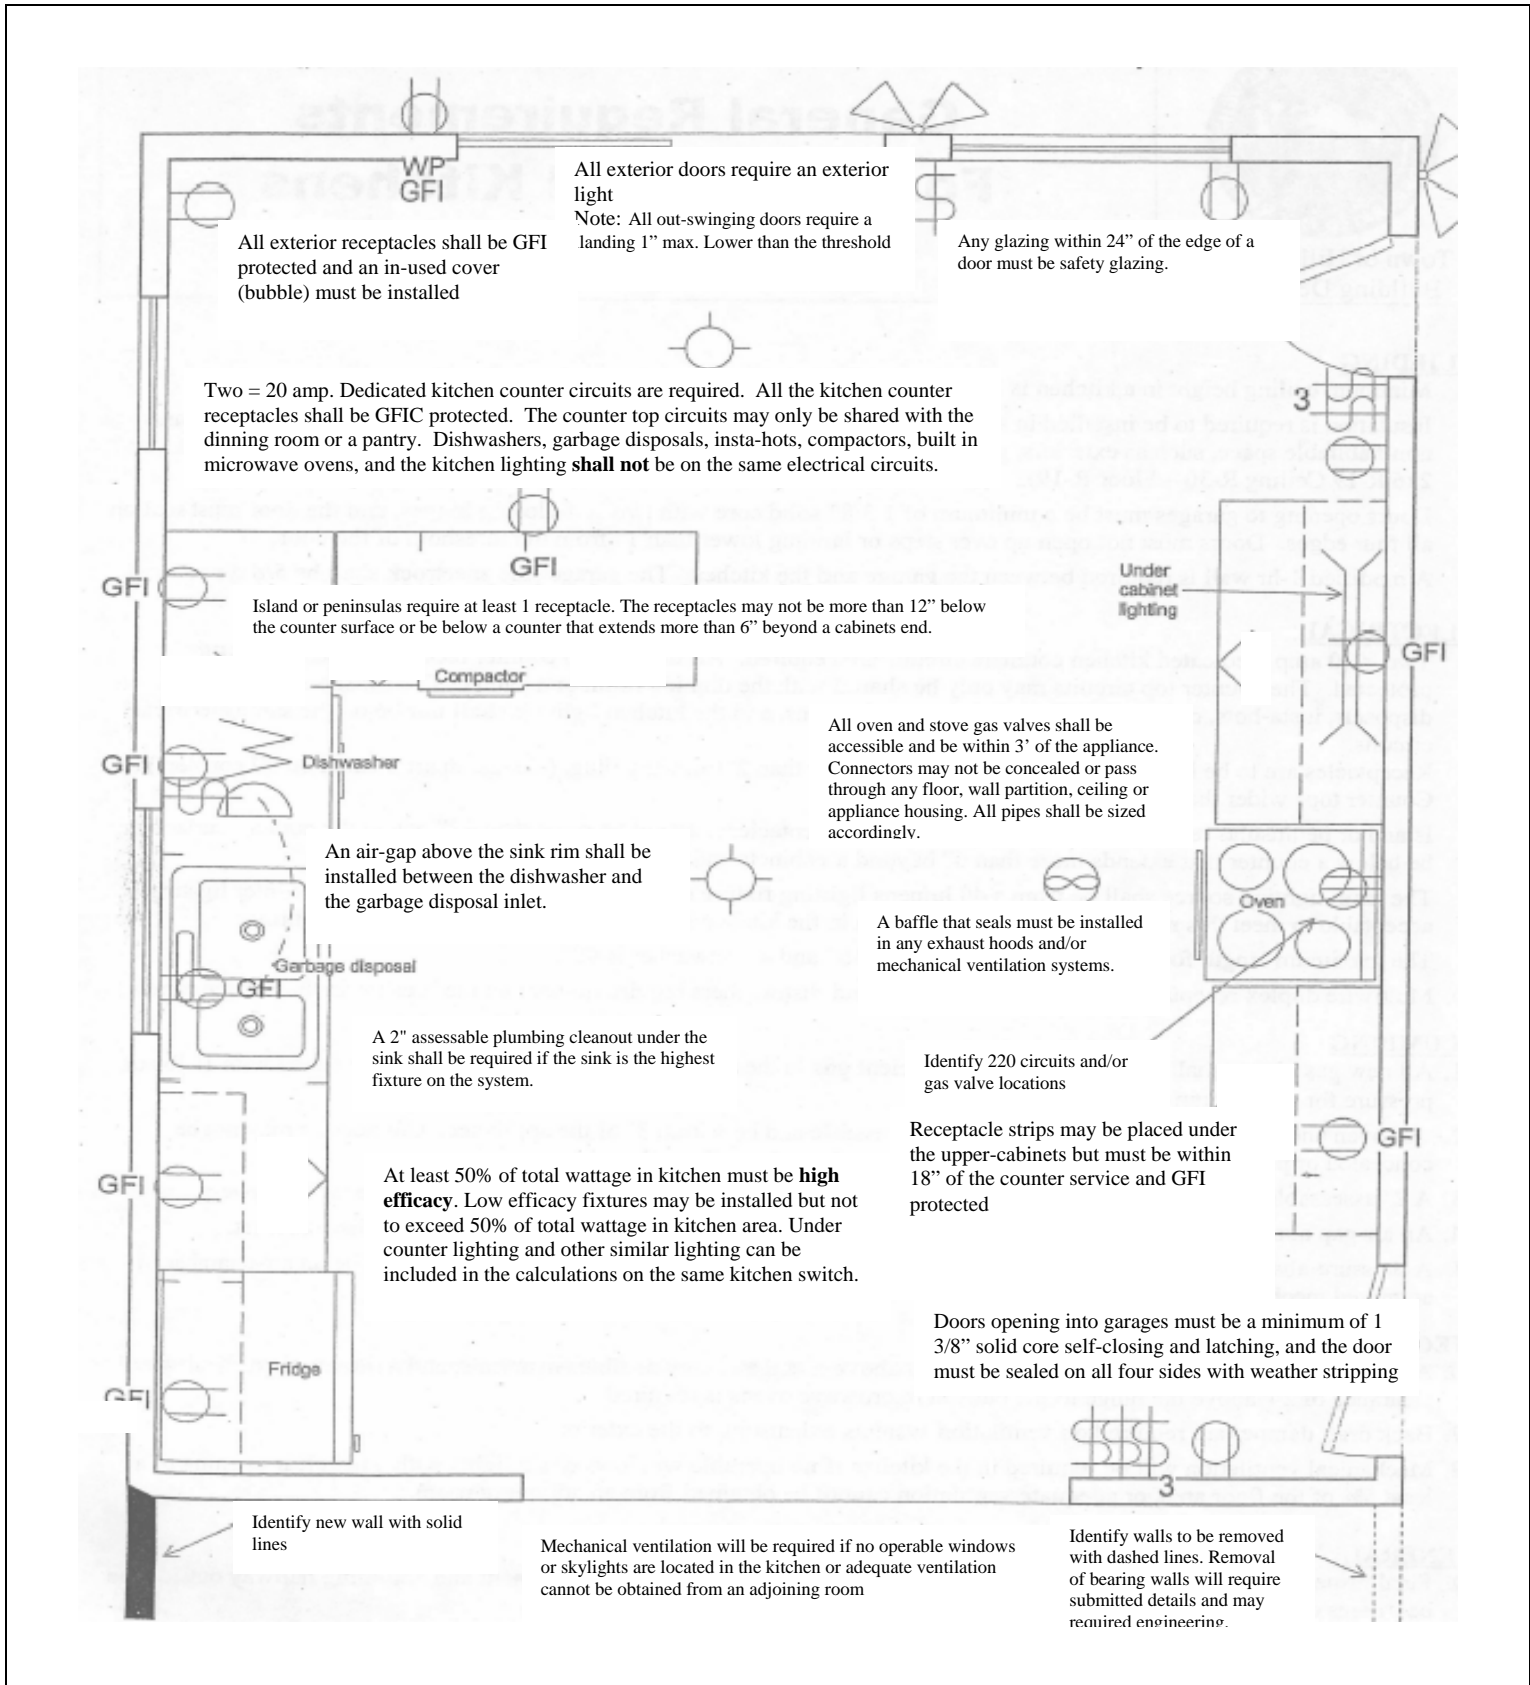 General Requirements
WP
GFI
All exterior doors require an exterior
light
Note: All out-swinging doors require a
landing 1” max. Lower than the threshold
All exterior receptacles shall be GFI
protected and an in-used cover
(bubble) must be installed
Any glazing within 24” of the edge of a
door must be safety glazing.
Two = 20 amp. Dedicated kitchen counter circuits are required.  All the kitchen counter
receptacles shall be GFIC protected.  The counter top circuits may only be shared with the
dinning room or a pantry.  Dishwashers, garbage disposals, insta-hots, compactors, built in
microwave ovens, and the kitchen lighting shall not be on the same electrical circuits.
3
GFI
GFI
Under
cabinet
lighting
Island or peninsulas require at least 1 receptacle. The receptacles may not be more than 12” below
the counter surface or be below a counter that extends more than 6” beyond a cabinets end.
GFI
Compactor
GFI
Dishwasher
All oven and stove gas valves shall be
accessible and be within 3’ of the appliance.
Connectors may not be concealed or pass
through any floor, wall partition, ceiling or
appliance housing. All pipes shall be sized
accordingly.
An air-gap above the sink rim shall be
installed between the dishwasher and
the garbage disposal inlet.
Oven
A baffle that seals must be installed
in any exhaust hoods and/or
mechanical ventilation systems.
Garbage disposal
GFI
A 2" assessable plumbing cleanout under the
sink shall be required if the sink is the highest
fixture on the system.
Identify 220 circuits and/or
gas valve locations
Receptacle strips may be placed under
the upper-cabinets but must be within
18” of the counter service and GFI
protected
GFI
GFI
At least 50% of total wattage in kitchen must be high
efficacy. Low efficacy fixtures may be installed but not
to exceed 50% of total wattage in kitchen area. Under
counter lighting and other similar lighting can be
included in the calculations on the same kitchen switch.
Doors opening into garages must be a minimum of 1
3/8” solid core self-closing and latching, and the door
must be sealed on all four sides with weather stripping
Fridge
GFI
3
Identify new wall with solid
lines
Mechanical ventilation will be required if no operable windows
or skylights are located in the kitchen or adequate ventilation
cannot be obtained from an adjoining room
Identify walls to be removed
with dashed lines. Removal
of bearing walls will require
submitted details and may
required engineering.